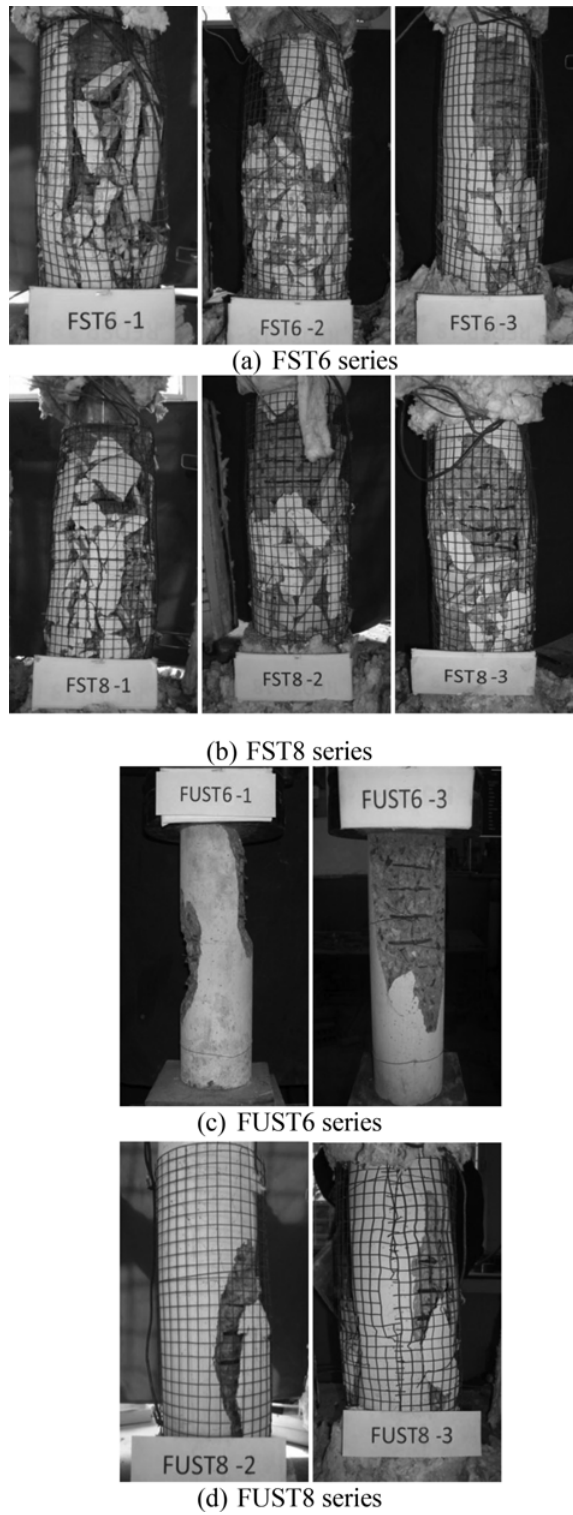 FST6 -1
FST6 -2
FST6 -3
(a) FST6 series
FST8 -1
FST8 -2
FST8 -3
(b) FST8 series
FUST6 -1
FUST6 -3
(c) FUST6 series
FUST8 -2
FUST8 -3
(d) FUST8 series